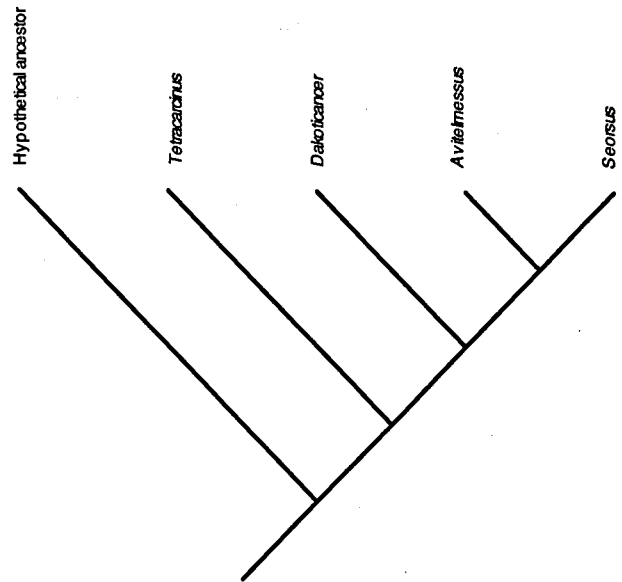 Hypothetical ancestor
Tetracarcinus
Dakoticancer
Avitelmessus
Seorsus